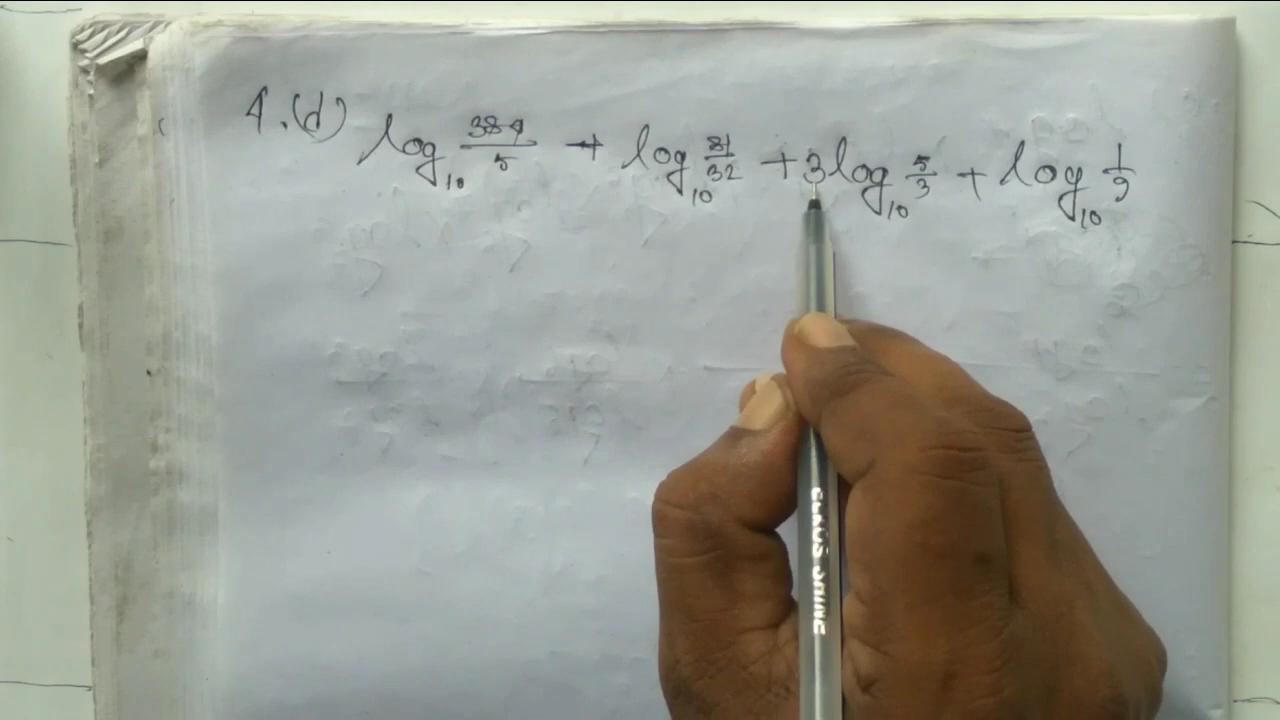 4.(d) log₁₀ 384/5 + log₁₀ 81/32 + 3log₁₀ 5/3 + log₁₀ 1/9